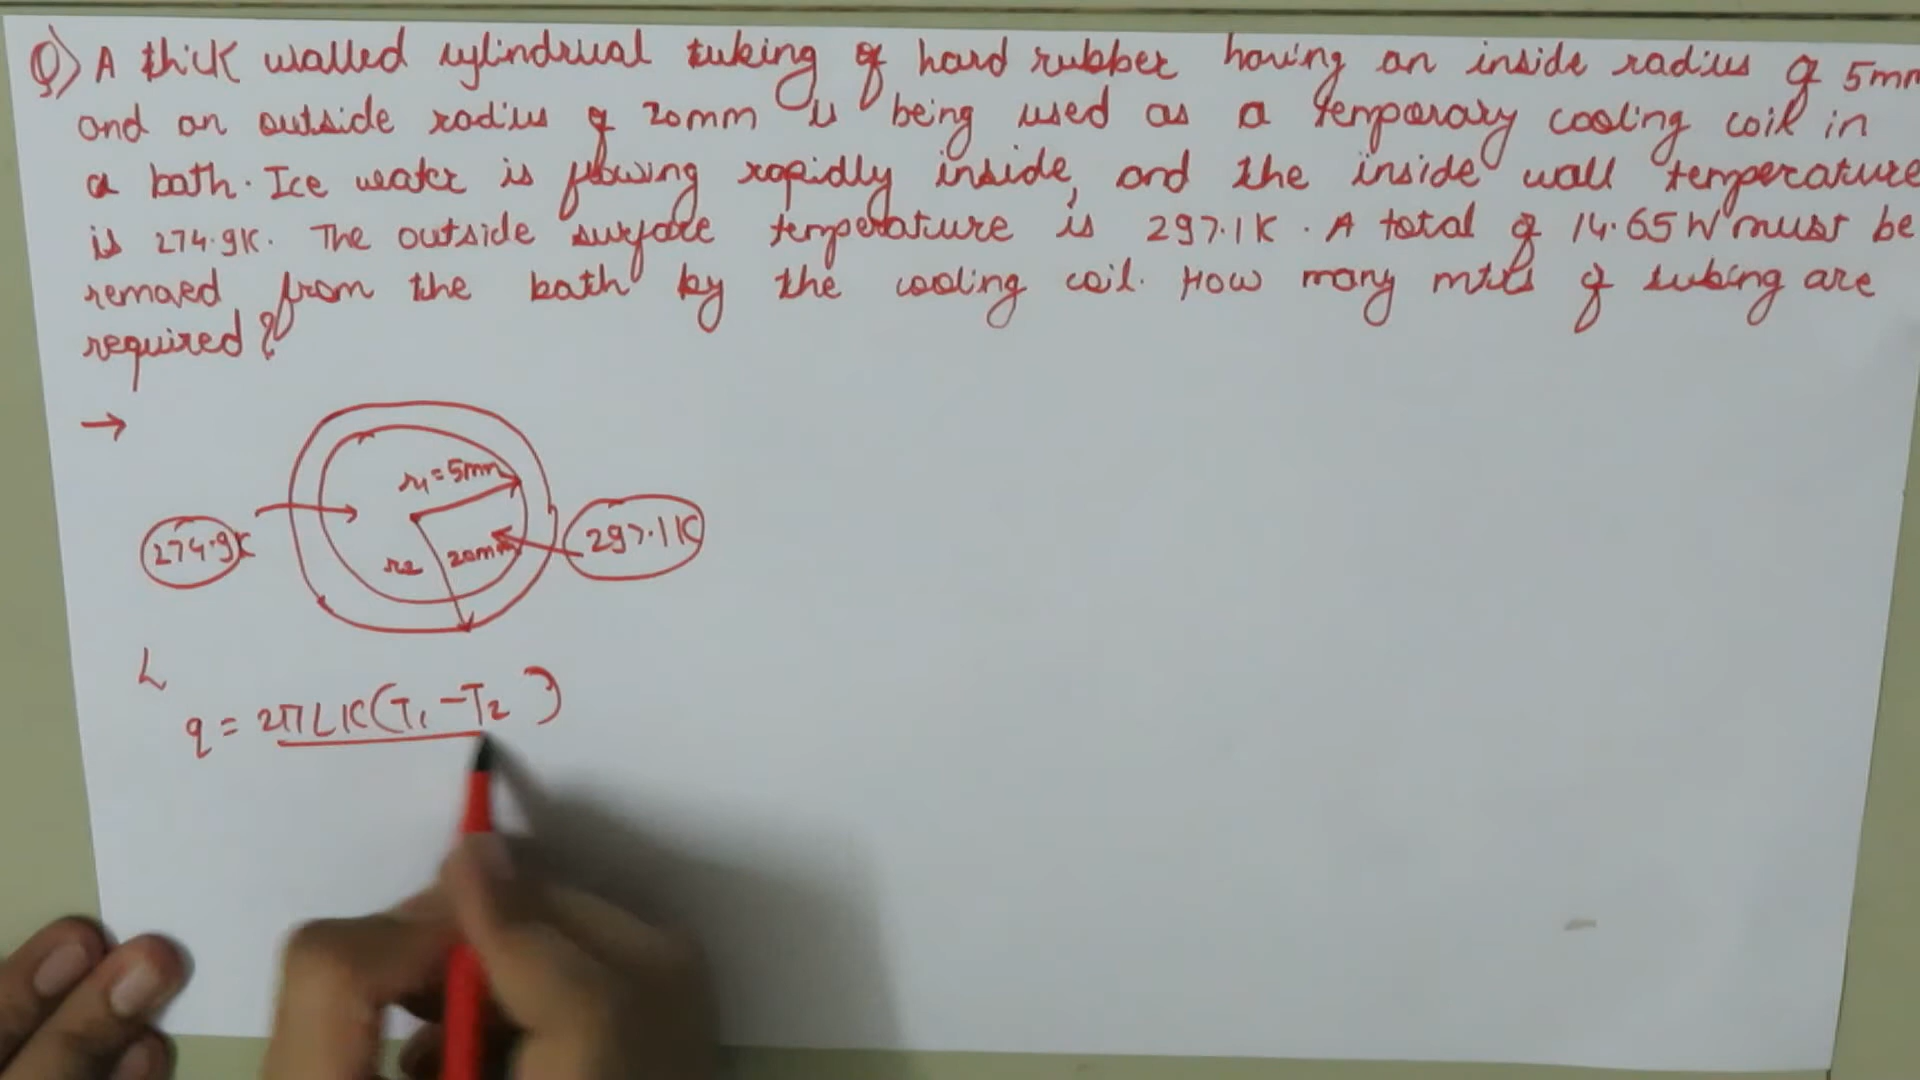 Q) A thick walled cylindrical tubing of hard rubber having an inside radius of 5mm
and an outside radius of 20mm is being used as a temporary cooling coil in
a bath. Ice water is flowing rapidly inside, and the inside wall temperature
is 274.9K. The outside surface temperature is 297.1K. A total of 14.65 W must be
removed from the bath by the cooling coil. How many mtrs of tubing are
required?
→
r1 = 5mm
274.9K
r2 20mm
297.1K
L
q = 2πLK(T1-T2)